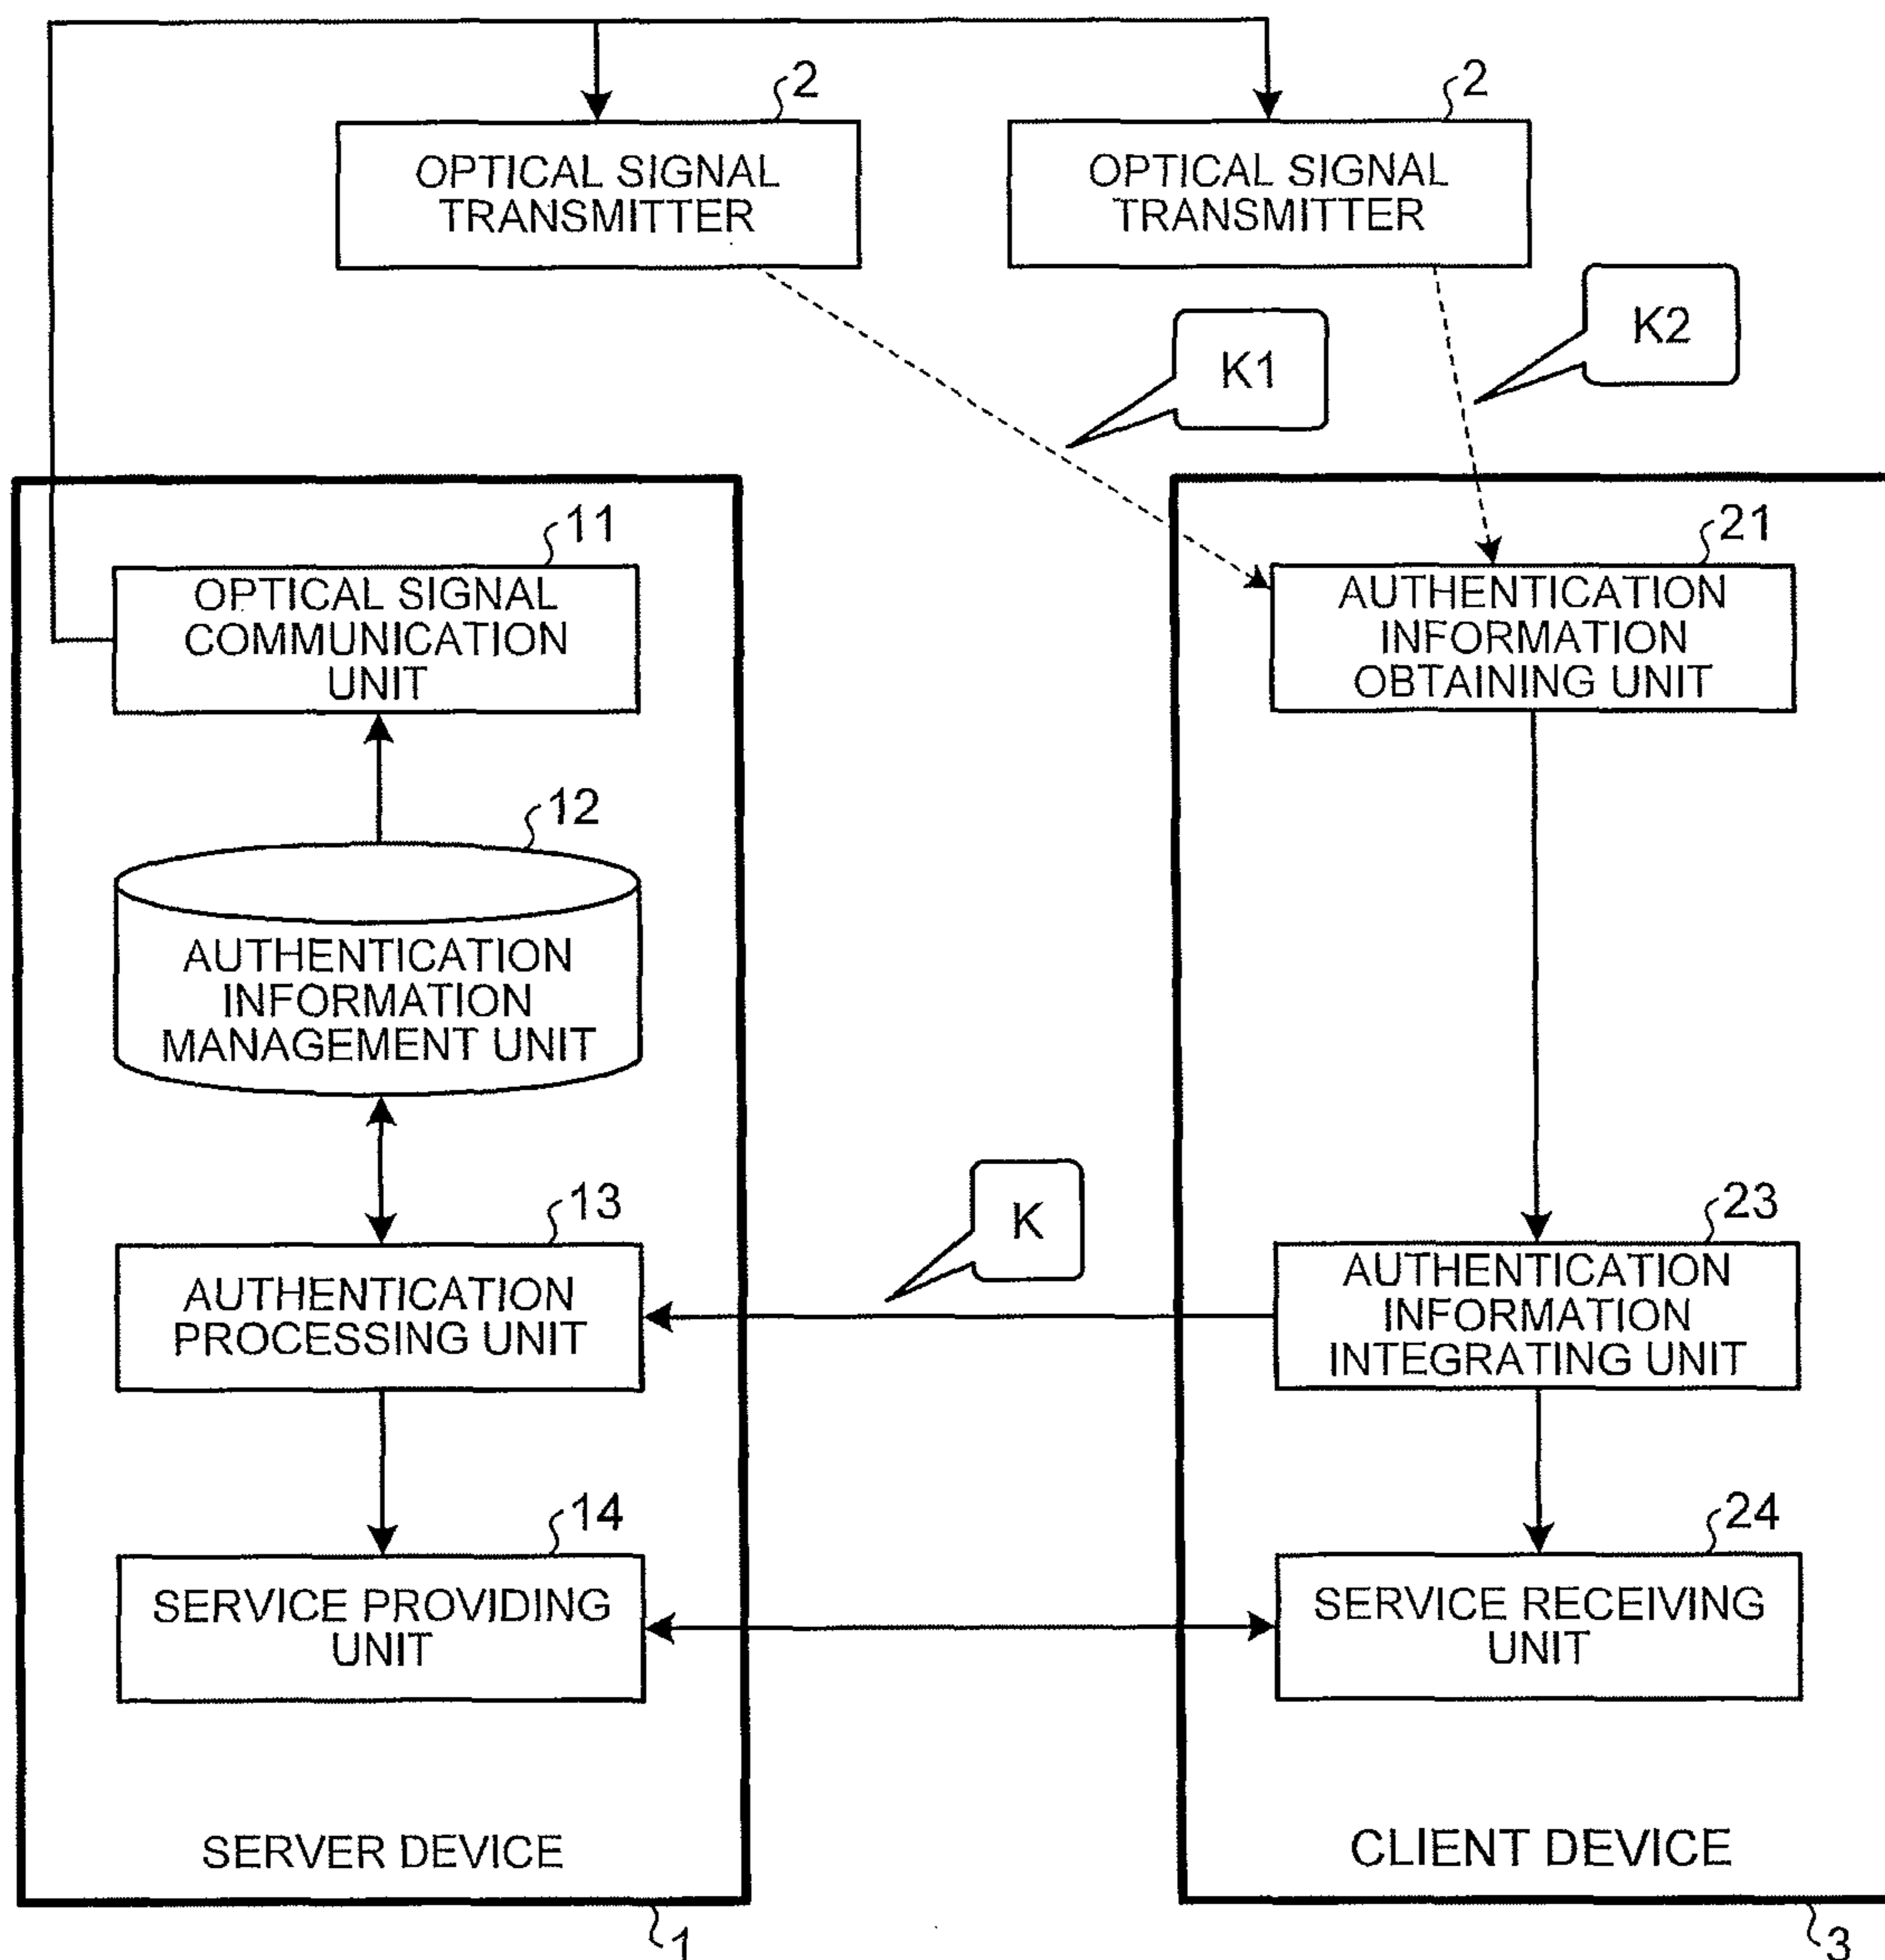 2
2
OPTICAL SIGNAL
TRANSMITTER
OPTICAL SIGNAL
TRANSMITTER
K1
K2
11
OPTICAL SIGNAL
COMMUNICATION
UNIT
21
AUTHENTICATION
INFORMATION
OBTAINING UNIT
12
AUTHENTICATION
INFORMATION
MANAGEMENT UNIT
13
AUTHENTICATION
PROCESSING UNIT
K
23
AUTHENTICATION
INFORMATION
INTEGRATING UNIT
14
SERVICE PROVIDING
UNIT
24
SERVICE RECEIVING
UNIT
SERVER DEVICE
CLIENT DEVICE
1
3